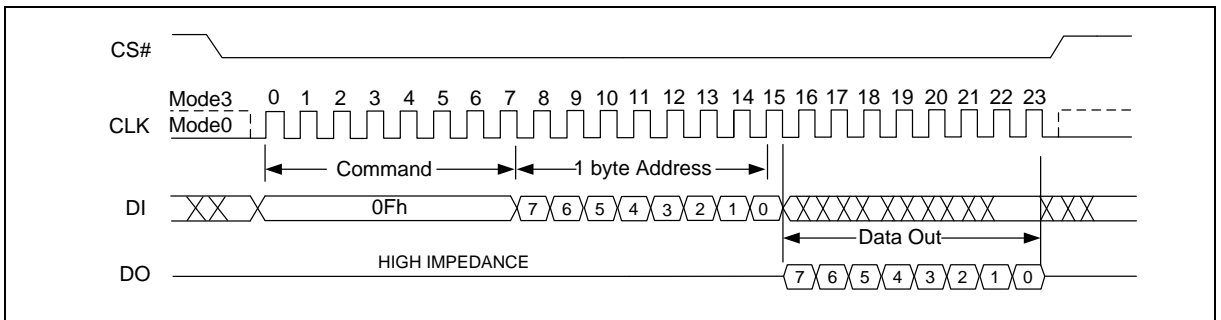 CS#
Mode3 0 1 2 3 4 5 6 7 8 9 10 11 12 13 14 15 16 17 18 19 20 21 22 23
CLK Mode0
Command 1 byte Address
DI 0Fh 7 6 5 4 3 2 1 0
Data Out
DO HIGH IMPEDANCE 7 6 5 4 3 2 1 0